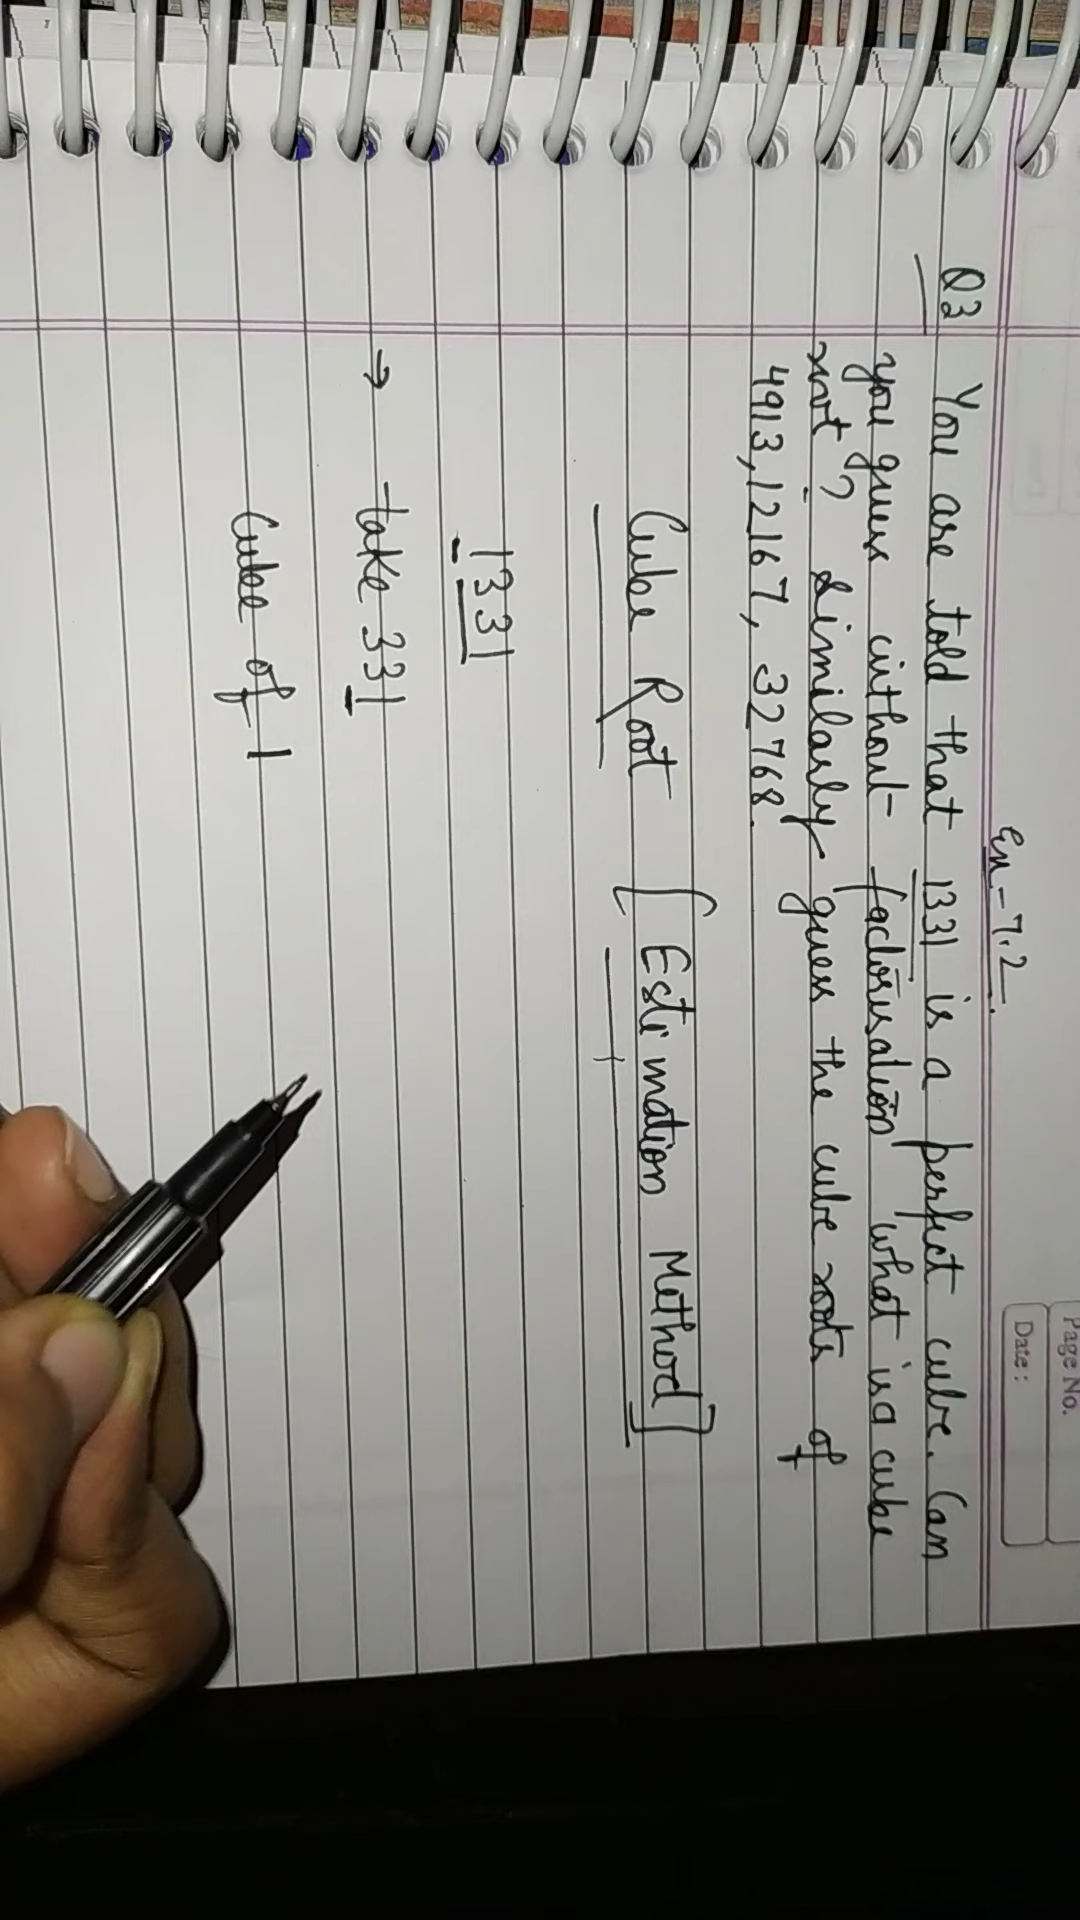 Page No.
Date:
Ex-7.2.
Q3 You are told that 1331 is a perfect cube. Can
you guess without factorisation what is a cube
root? Similarly guess the cube roots of
4913, 12167, 32768.
Cube Root [Estimation Method]
1331
→ take 331
Cube of 1